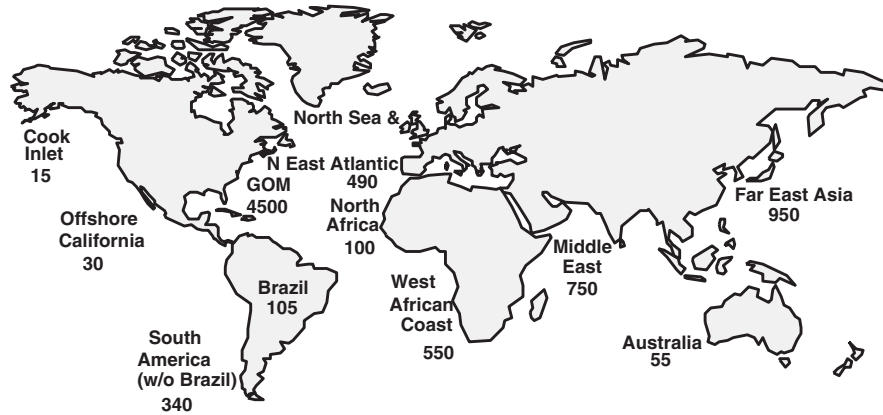 Cook
Inlet
15
Offshore
California
30
North Sea &
N East Atlantic
490
GOM
4500
North
Africa
100
Brazil
105
South
America
(w/o Brazil)
340
West
African
Coast
550
Middle
East
750
Far East Asia
950
Australia
55